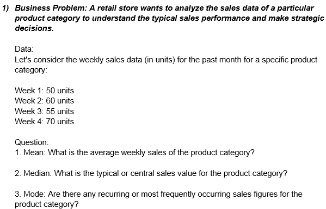 1) Business Problem: A retail store wants to analyze the sales data of a particular
product category to understand the typical sales performance and make strategic
decisions.
Data:
Let's consider the weekly sales data (in units) for the past month for a specific product
category:
Week 1: 50 units
Week 2: 60 units
Week 3: 55 units
Week 4: 70 units
Question:
1. Mean: What is the average weekly sales of the product category?
2. Median: What is the typical or central sales value for the product category?
3. Mode: Are there any recurring or most frequently occurring sales figures for the
product category?